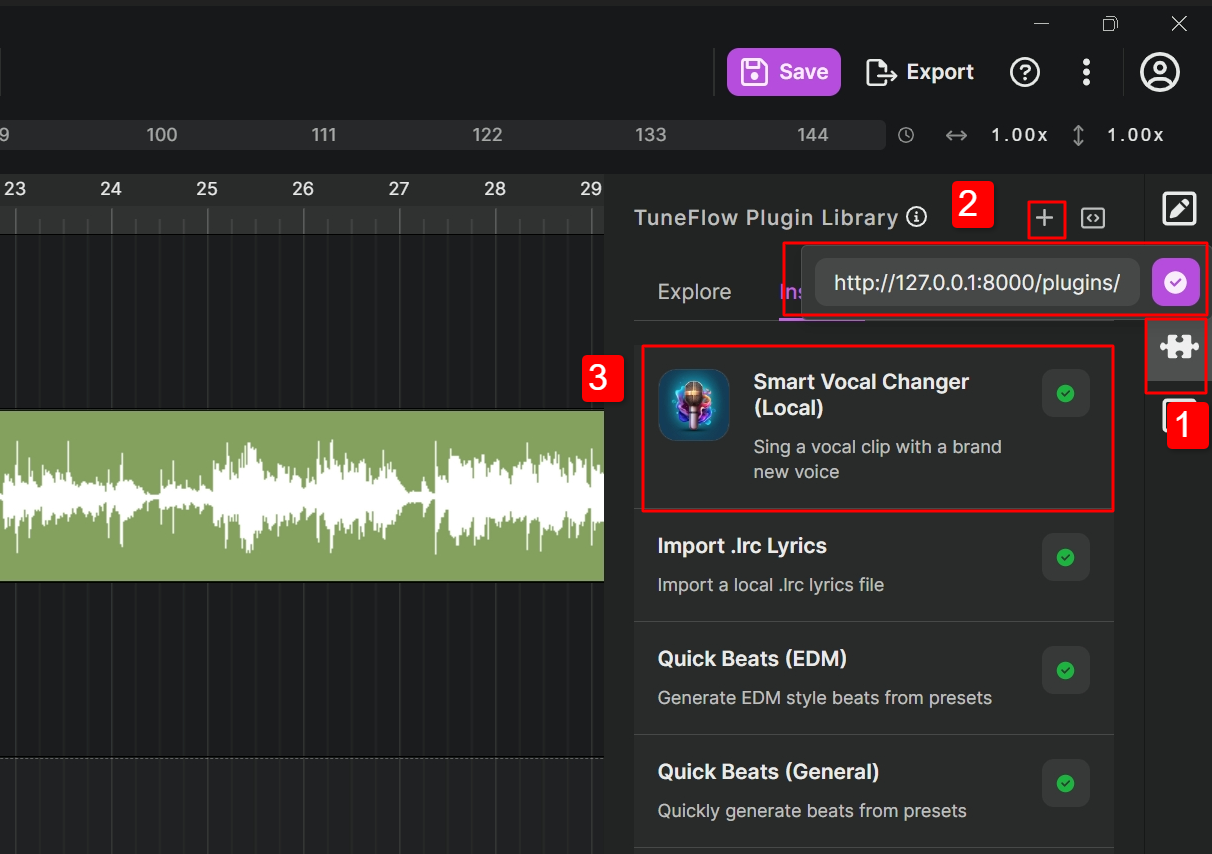 Save
Export
9 100 111 122 133 144 1.00x 1.00x
23 24 25 26 27 28 29
TuneFlow Plugin Library
2
Explore
Ins
http://127.0.0.1:8000/plugins/
1
3
Smart Vocal Changer
(Local)
Sing a vocal clip with a brand
new voice
Import .lrc Lyrics
Import a local .lrc lyrics file
Quick Beats (EDM)
Generate EDM style beats from presets
Quick Beats (General)
Quickly generate beats from presets